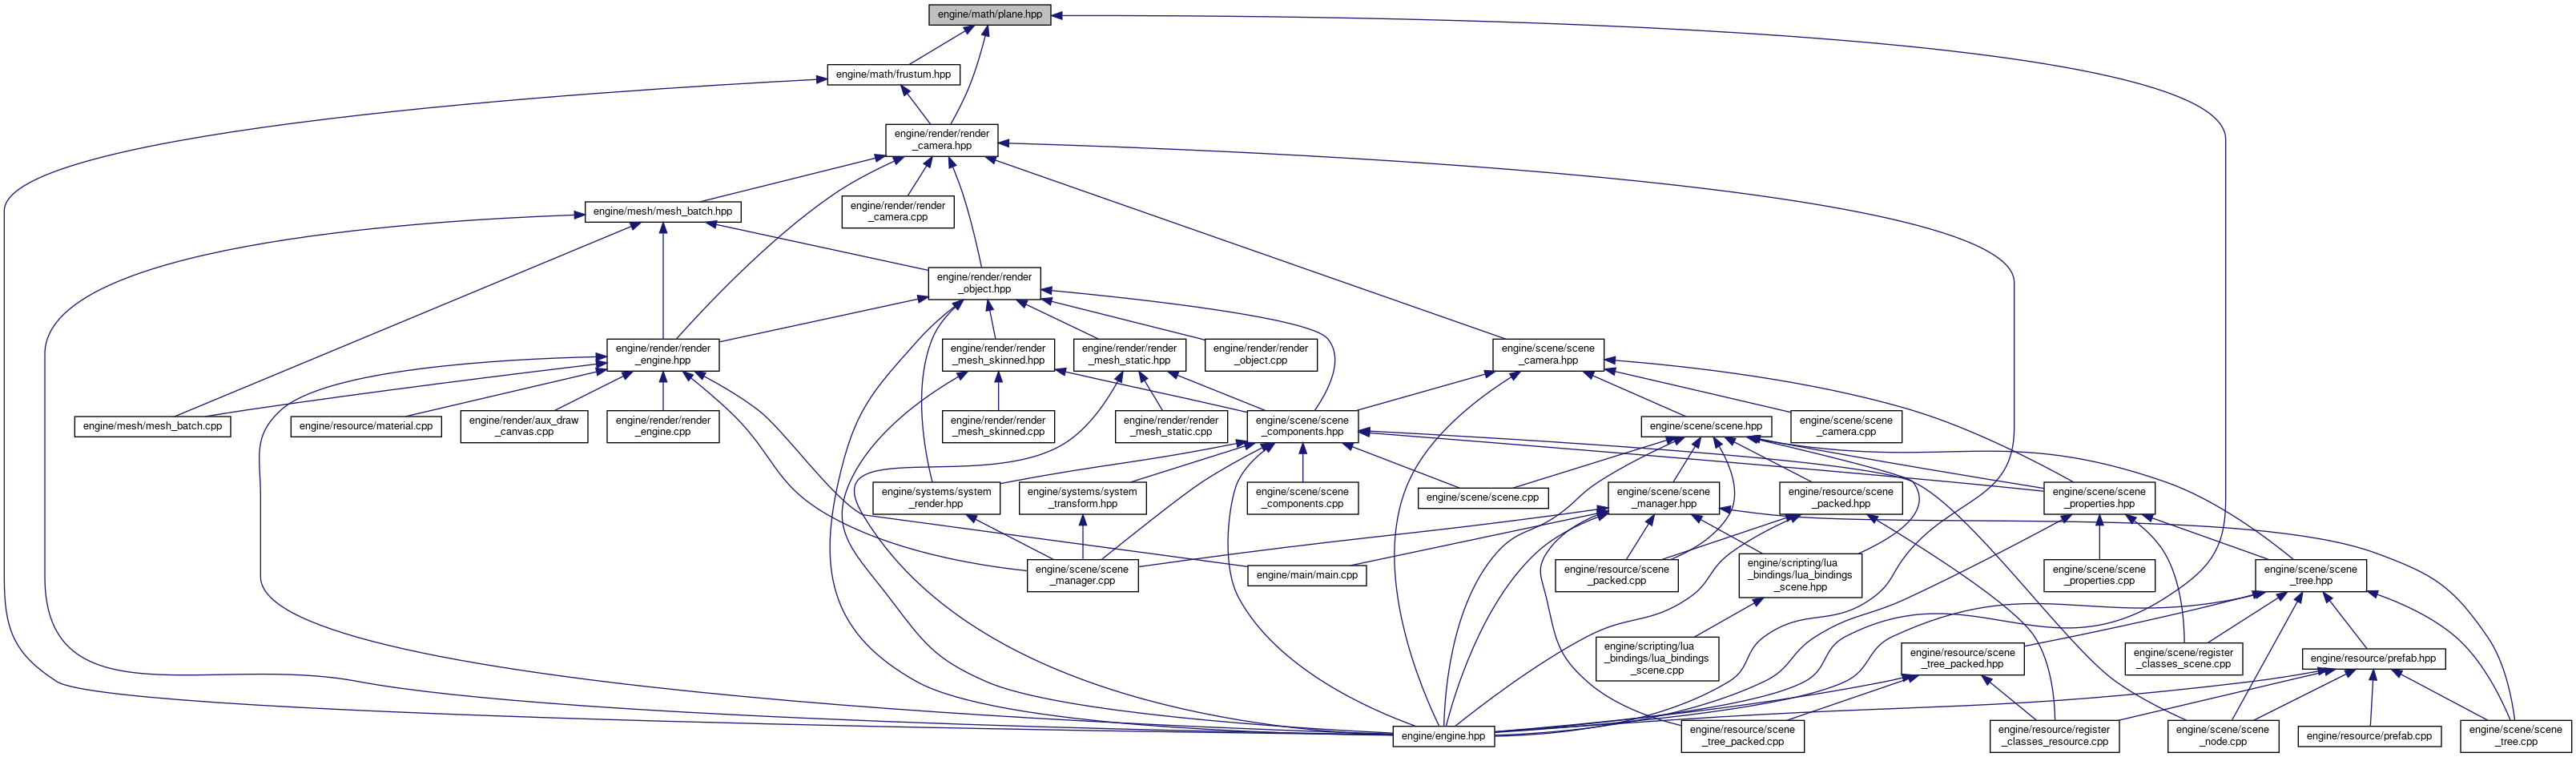 engine/math/plane.hpp
engine/math/frustum.hpp
engine/render/render
_camera.hpp
engine/mesh/mesh_batch.hpp
engine/render/render
_camera.cpp
engine/render/render
_object.hpp
engine/render/render
_engine.hpp
engine/render/render
_mesh_skinned.hpp
engine/render/render
_mesh_static.hpp
engine/render/render
_object.cpp
engine/scene/scene
_camera.hpp
engine/mesh/mesh_batch.cpp
engine/resource/material.cpp
engine/render/aux_draw
_canvas.cpp
engine/render/render
_engine.cpp
engine/render/render
_mesh_skinned.cpp
engine/render/render
_mesh_static.cpp
engine/scene/scene
_components.hpp
engine/scene/scene.hpp
engine/scene/scene
_camera.cpp
engine/systems/system
_render.hpp
engine/systems/system
_transform.hpp
engine/scene/scene
_components.cpp
engine/scene/scene.cpp
engine/scene/scene
_manager.hpp
engine/resource/scene
_packed.hpp
engine/scene/scene
_properties.hpp
engine/scene/scene
_manager.cpp
engine/main/main.cpp
engine/resource/scene
_packed.cpp
engine/scripting/lua
_bindings/lua_bindings
_scene.hpp
engine/scene/scene
_properties.cpp
engine/scene/scene
_tree.hpp
engine/scripting/lua
_bindings/lua_bindings
_scene.cpp
engine/resource/scene
_tree_packed.hpp
engine/scene/register
_classes_scene.cpp
engine/resource/prefab.hpp
engine/engine.hpp
engine/resource/scene
_tree_packed.cpp
engine/resource/register
_classes_resource.cpp
engine/scene/scene
_node.cpp
engine/resource/prefab.cpp
engine/scene/scene
_tree.cpp